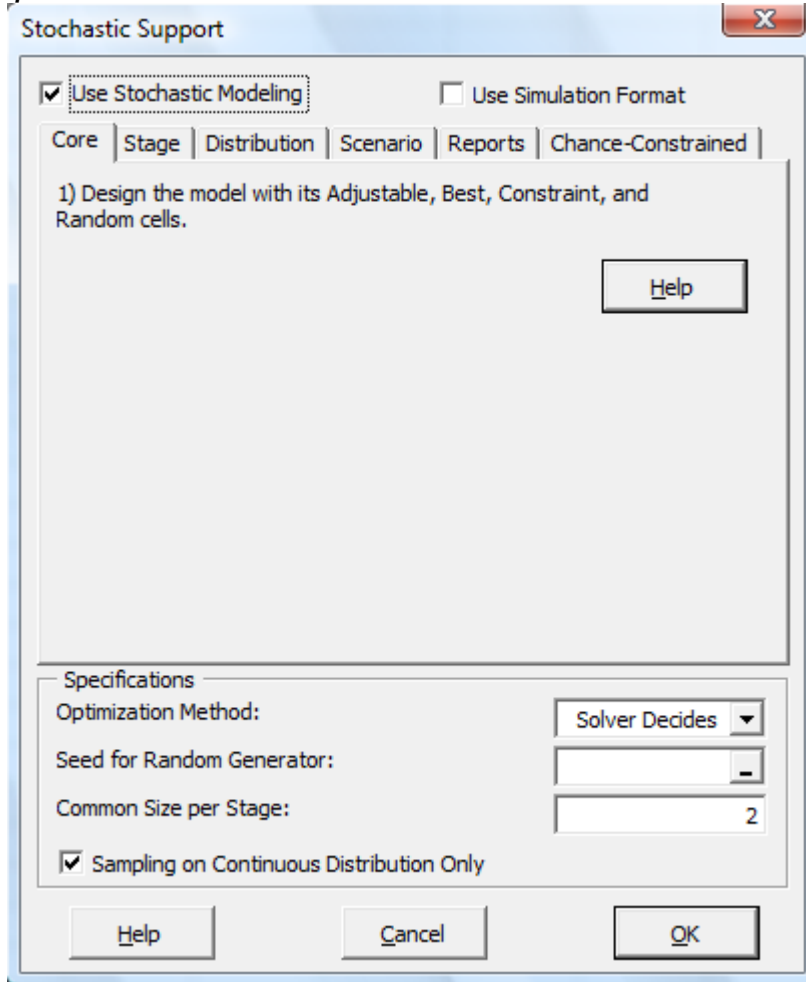 Stochastic Support
Use Stochastic Modeling Use Simulation Format
Core Stage Distribution Scenario Reports Chance-Constrained
1) Design the model with its Adjustable, Best, Constraint, and
Random cells.
Help
Specifications
Optimization Method: Solver Decides
Seed for Random Generator:
Common Size per Stage: 2
Sampling on Continuous Distribution Only
Help Cancel OK